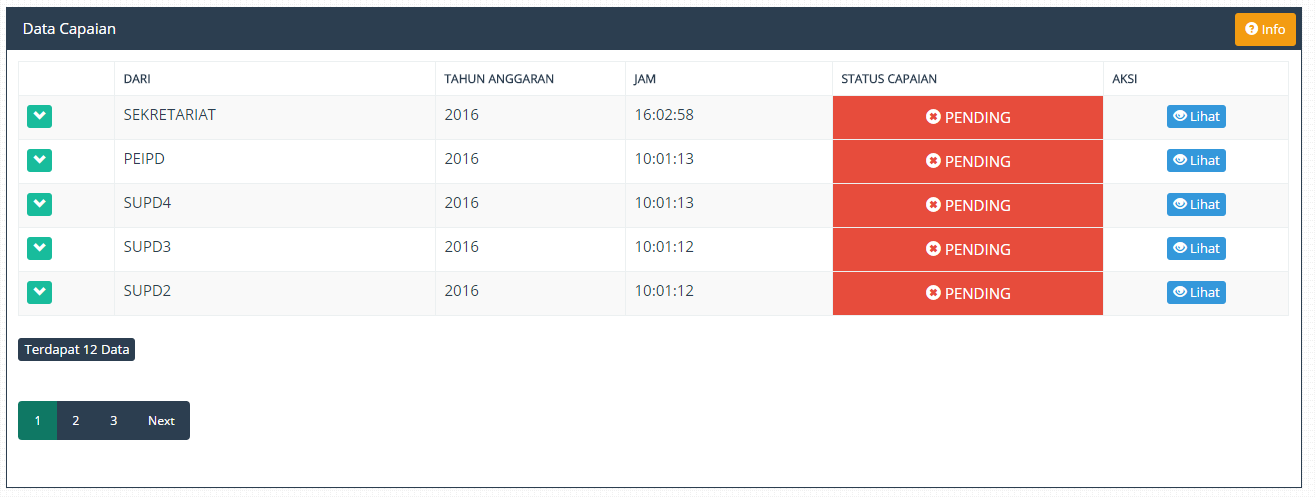 Data Capaian Info
DARI TAHUN ANGGARAN JAM STATUS CAPAIAN AKSI
SEKRETARIAT 2016 16:02:58 PENDING Lihat
PEIPD 2016 10:01:13 PENDING Lihat
SUPD4 2016 10:01:13 PENDING Lihat
SUPD3 2016 10:01:12 PENDING Lihat
SUPD2 2016 10:01:12 PENDING Lihat
Terdapat 12 Data
1 2 3 Next